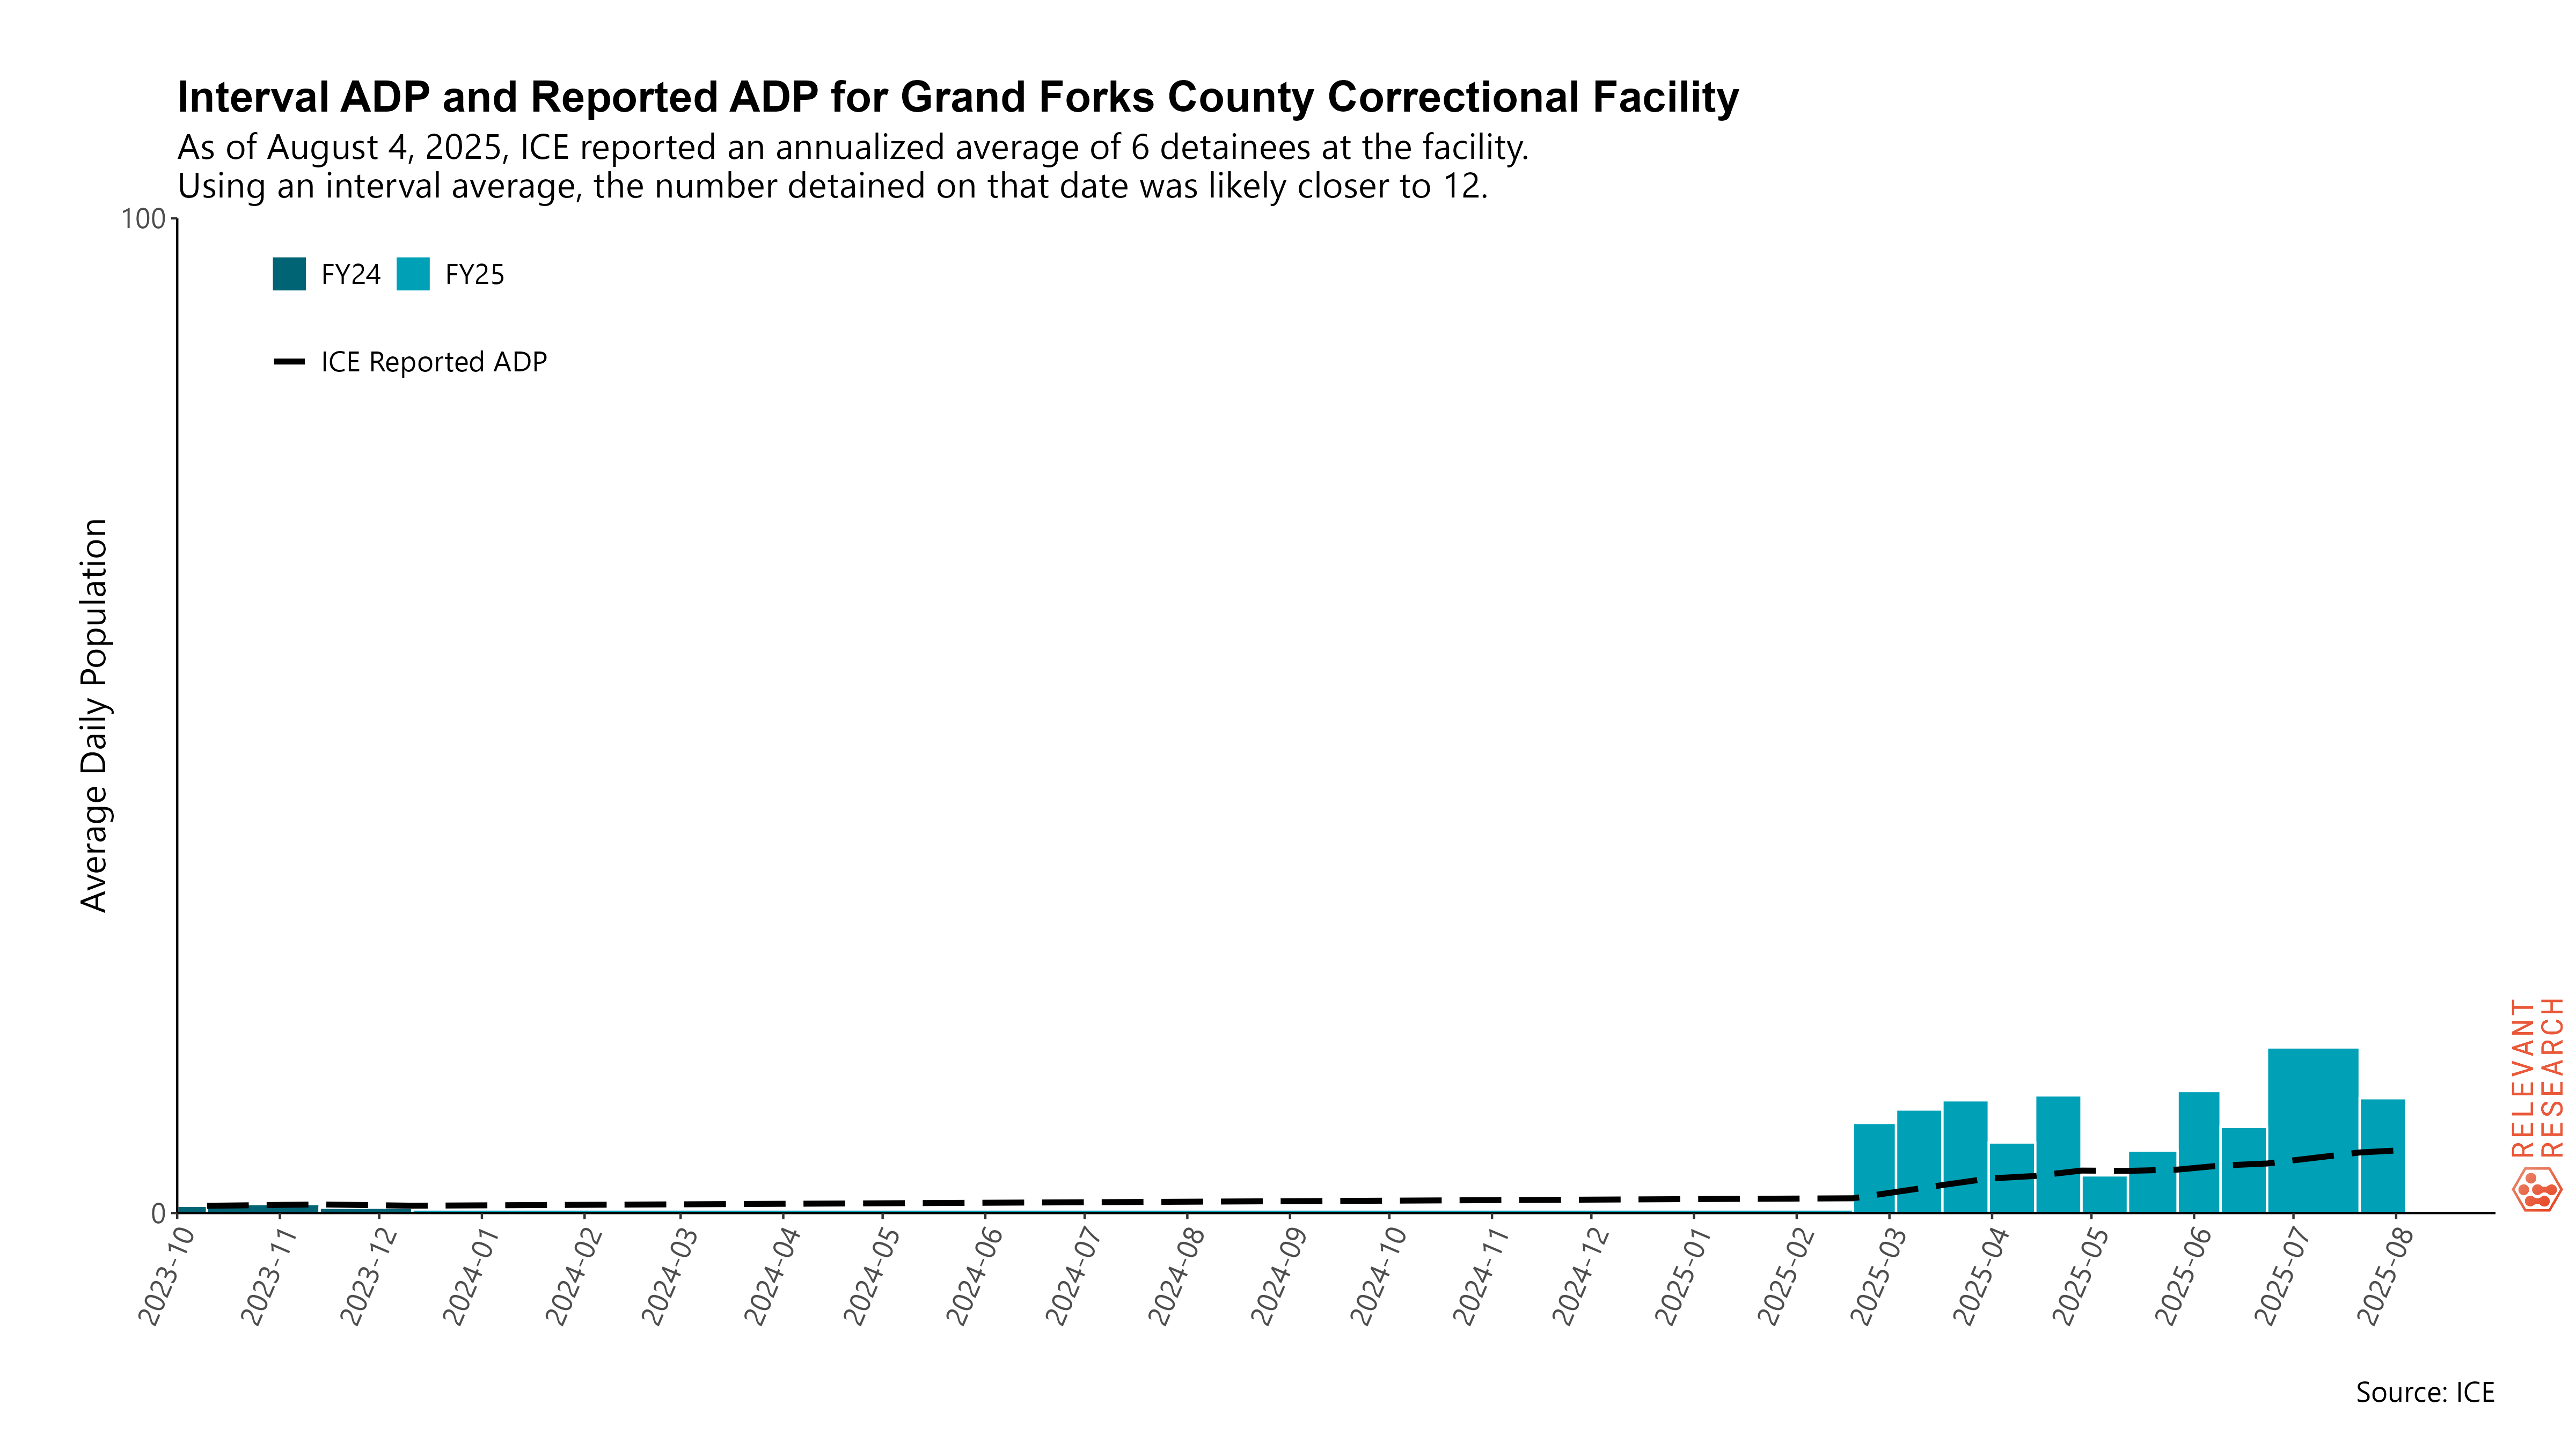 Interval ADP and Reported ADP for Grand Forks County Correctional Facility
As of August 4, 2025, ICE reported an annualized average of 6 detainees at the facility.
Using an interval average, the number detained on that date was likely closer to 12.
100
FY24 FY25
ICE Reported ADP
Average Daily Population
0
2023-10
2023-11
2023-12
2024-01
2024-02
2024-03
2024-04
2024-05
2024-06
2024-07
2024-08
2024-09
2024-10
2024-11
2024-12
2025-01
2025-02
2025-03
2025-04
2025-05
2025-06
2025-07
2025-08
RELEVANT
RESEARCH
Source: ICE